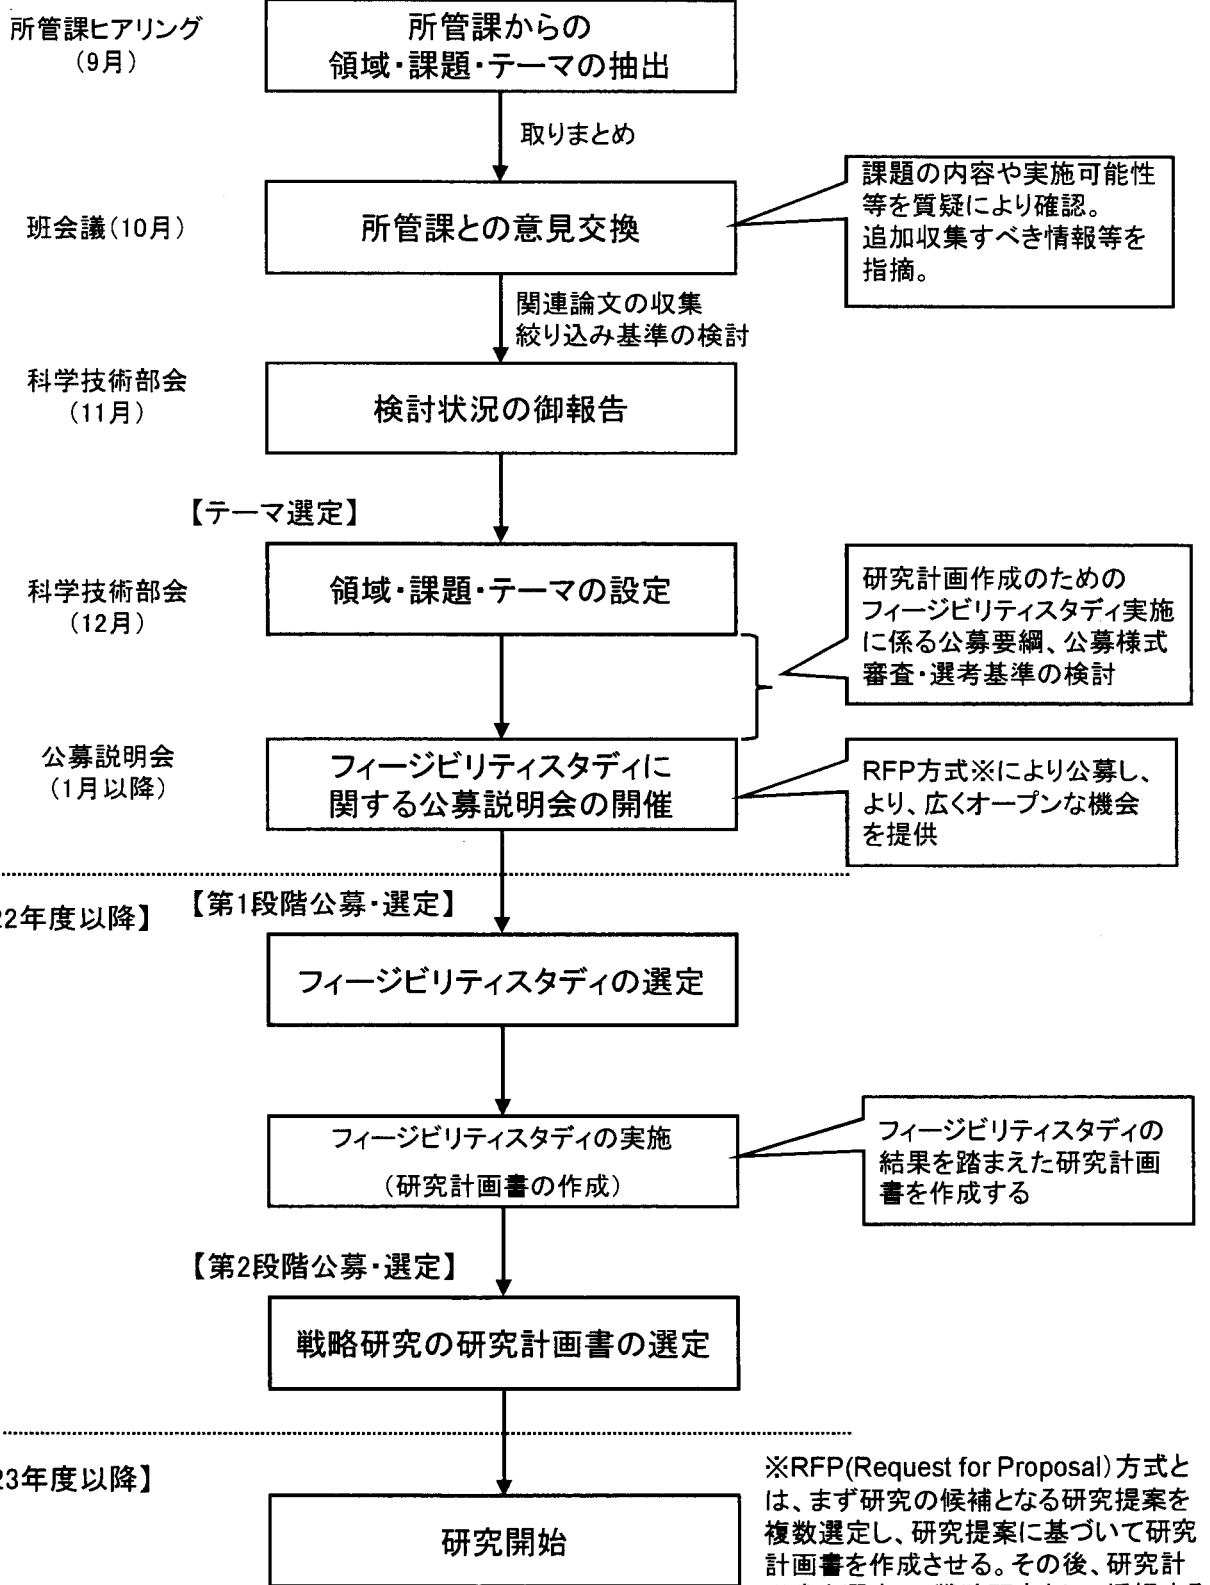 所管課ヒアリング
（9月）
所管課からの
領域・課題・テーマの抽出
取りまとめ
班会議（10月）
所管課との意見交換
課題の内容や実施可能性
等を質疑により確認。
追加収集すべき情報等を
指摘。
関連論文の収集
絞り込み基準の検討
科学技術部会
（11月）
検討状況の御報告
【テーマ選定】
科学技術部会
（12月）
領域・課題・テーマの設定
研究計画作成のための
フィージビリティスタディ実施
に係る公募要綱、公募様式
審査・選考基準の検討
公募説明会
（1月以降）
フィージビリティスタディに
関する公募説明会の開催
RFP方式※により公募し、
より、広くオープンな機会
を提供
22年度以降】
【第1段階公募・選定】
フィージビリティスタディの選定
フィージビリティスタディの実施
（研究計画書の作成）
フィージビリティスタディの
結果を踏まえた研究計画
書を作成する
【第2段階公募・選定】
戦略研究の研究計画書の選定
23年度以降】
研究開始
※RFP(Request for Proposal）方式と
は、まず研究の候補となる研究提案を
複数選定し、研究提案に基づいて研究
計画書を作成させる。その後、研究計